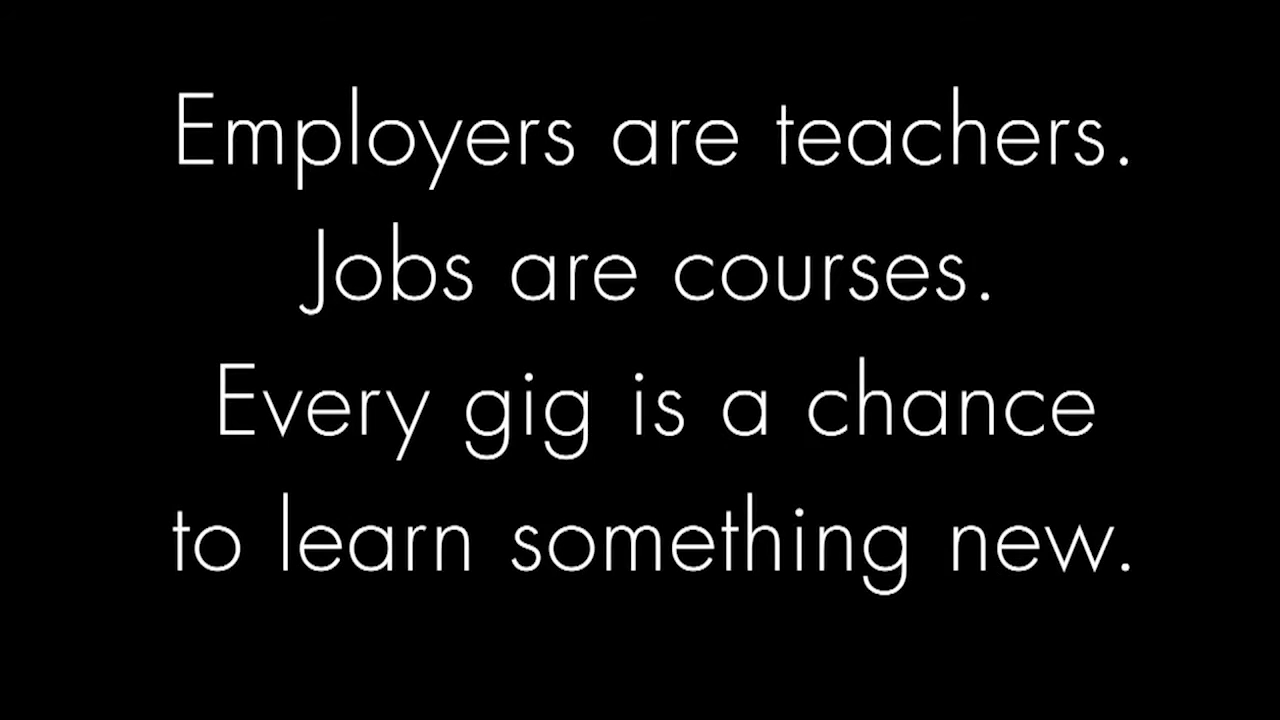 Employers are teachers.
Jobs are courses.
Every gig is a chance
to learn something new.